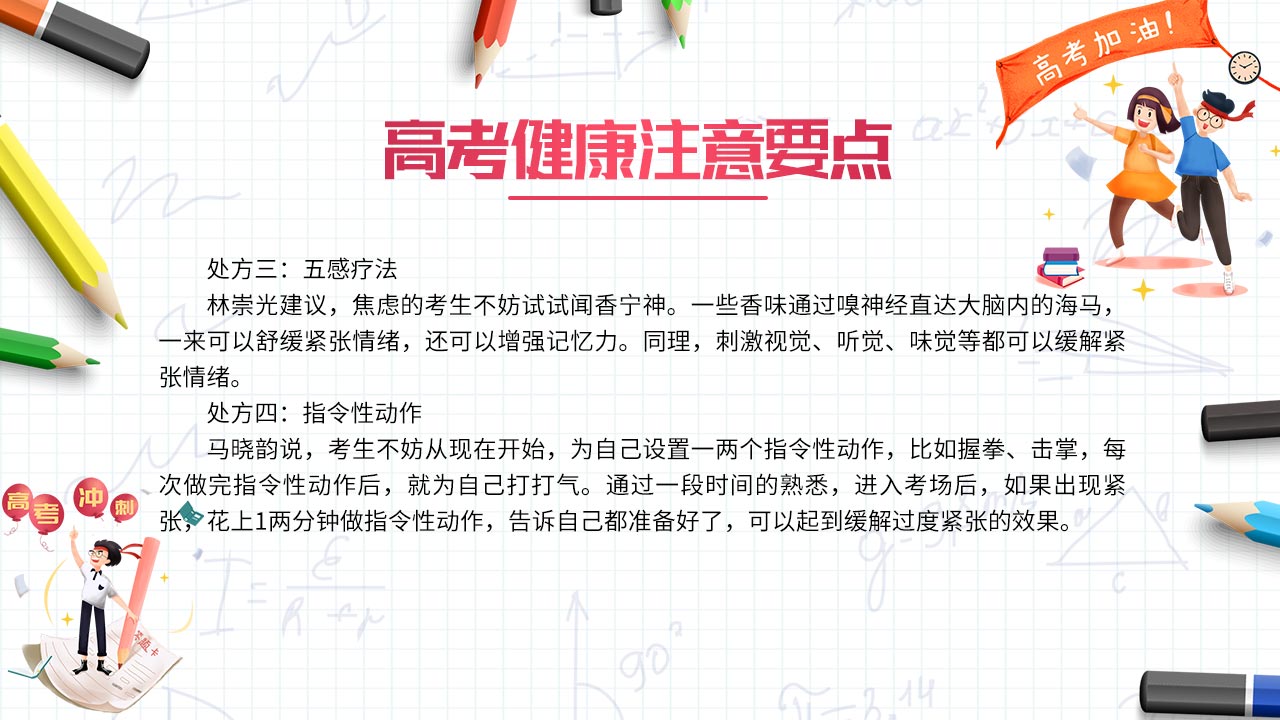 高考加油!
高考健康注意要点
处方三：五感疗法
林崇光建议，焦虑的考生不妨试试闻香宁神。一些香味通过嗅神经直达大脑内的海马，
一来可以舒缓紧张情绪，还可以增强记忆力。同理，刺激视觉、听觉、味觉等都可以缓解紧
张情绪。
处方四：指令性动作
马晓韵说，考生不妨从现在开始，为自己设置一两个指令性动作，比如握拳、击掌，每
次做完指令性动作后，就为自己打打气。通过一段时间的熟悉，进入考场后，如果出现紧
张，花上1两分钟做指令性动作，告诉自己都准备好了，可以起到缓解过度紧张的效果。
高考冲刺
答题卡
90°
π=3.14